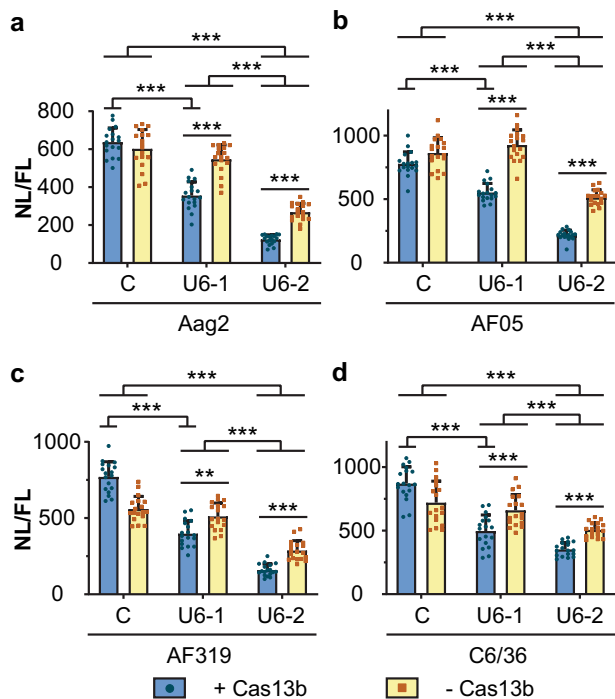 a
***
***
***
***
***
NL/FL
800
600
400
200
0
C U6-1 U6-2
Aag2
b
***
***
***
***
***
1000
500
0
C U6-1 U6-2
AF05
c
***
***
***
**
***
NL/FL
1000
500
0
C U6-1 U6-2
AF319
d
***
***
***
***
***
1000
500
0
C U6-1 U6-2
C6/36
+ Cas13b - Cas13b